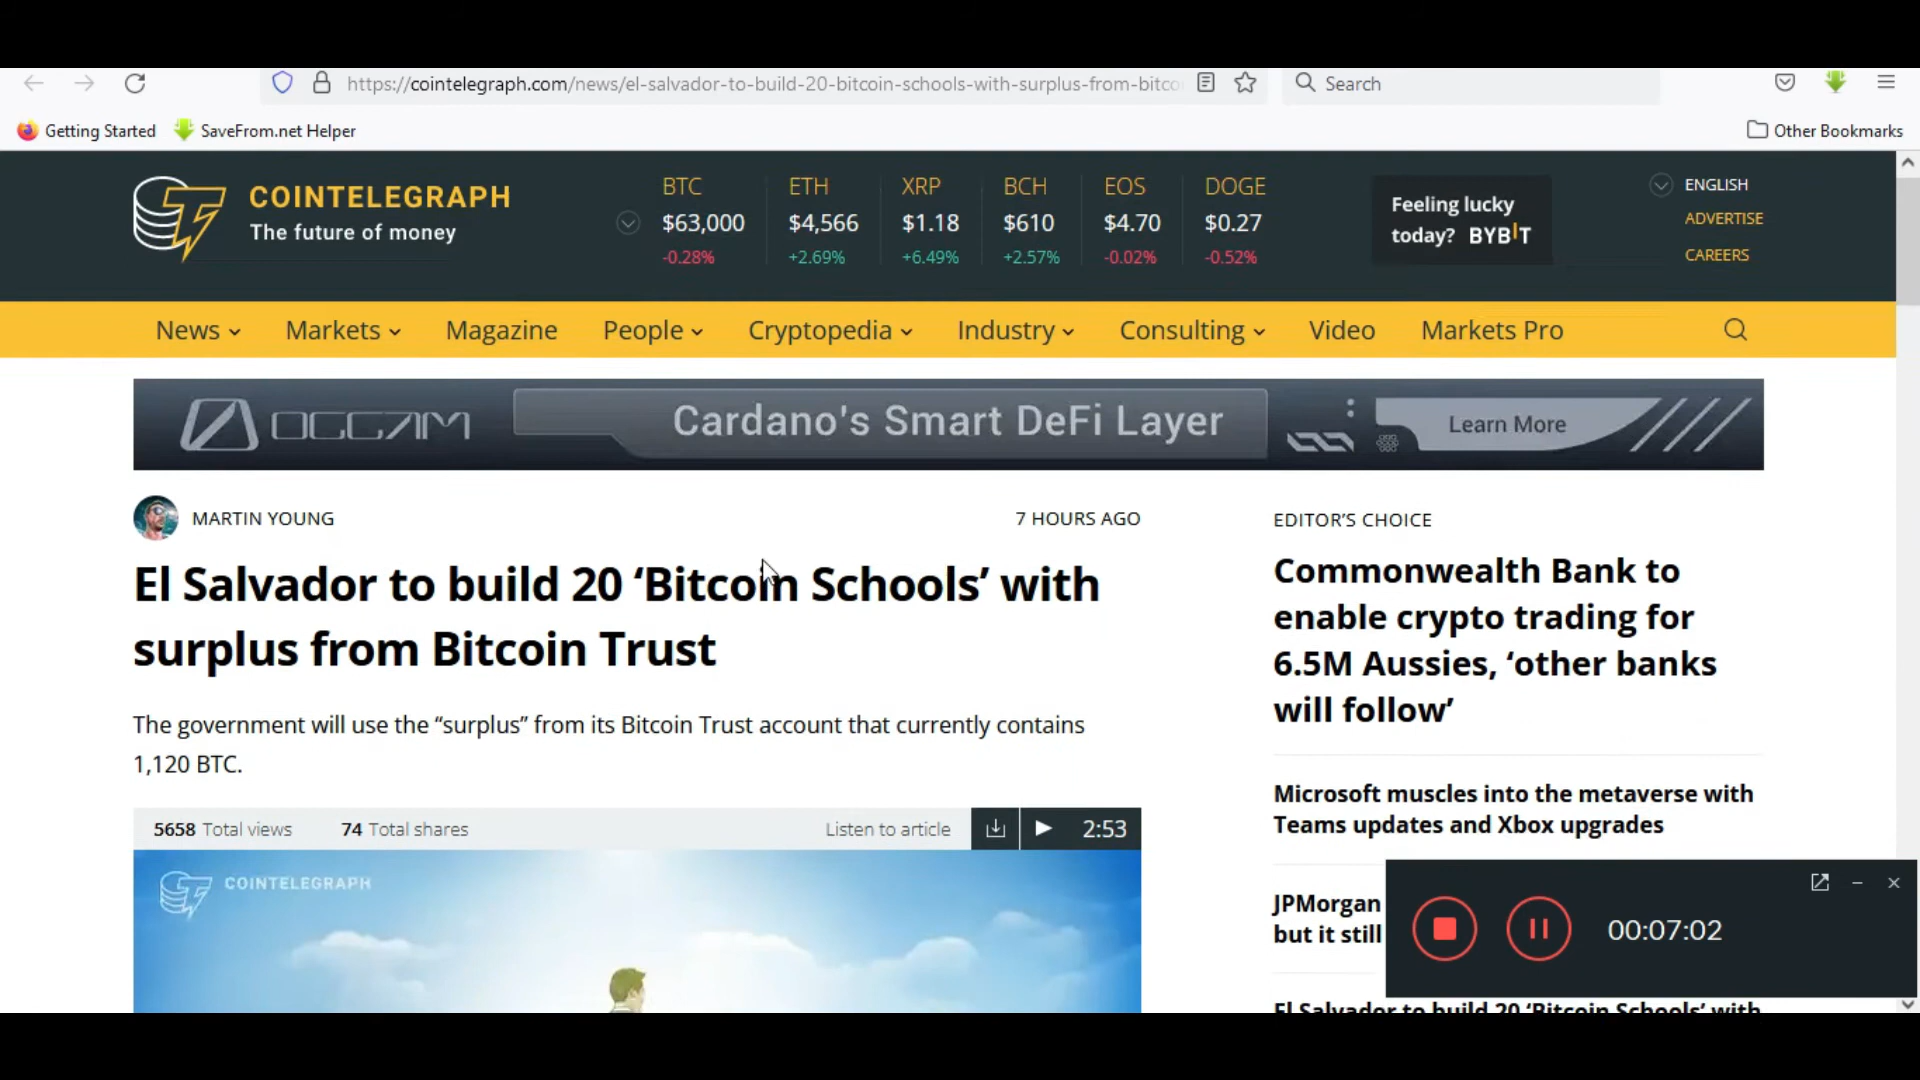 https://cointelegraph.com/news/el-salvador-to-build-20-bitcoin-schools-with-surplus-from-bitco
Search
Getting Started
SaveFrom.net Helper
Other Bookmarks
COINTELEGRAPH
The future of money
BTC ETH XRP BCH EOS DOGE
$63,000 $4,566 $1.18 $610 $4.70 $0.27
-0.28% +2.69% +6.49% +2.57% -0.02% -0.52%
Feeling lucky
today? BYBIT
ENGLISH
ADVERTISE
CAREERS
News Markets Magazine People Cryptopedia Industry Consulting Video Markets Pro
OCCAM Cardano's Smart DeFi Layer Learn More
MARTIN YOUNG 7 HOURS AGO
El Salvador to build 20 ‘Bitcoin Schools’ with
surplus from Bitcoin Trust
The government will use the “surplus” from its Bitcoin Trust account that currently contains
1,120 BTC.
5658 Total views 74 Total shares Listen to article 2:53
COINTELEGRAPH
EDITOR’S CHOICE
Commonwealth Bank to
enable crypto trading for
6.5M Aussies, ‘other banks
will follow’
Microsoft muscles into the metaverse with
Teams updates and Xbox upgrades
JPMorgan
but it still
El Salvador to build 20 ‘Bitcoin Schools’ with
00:07:02